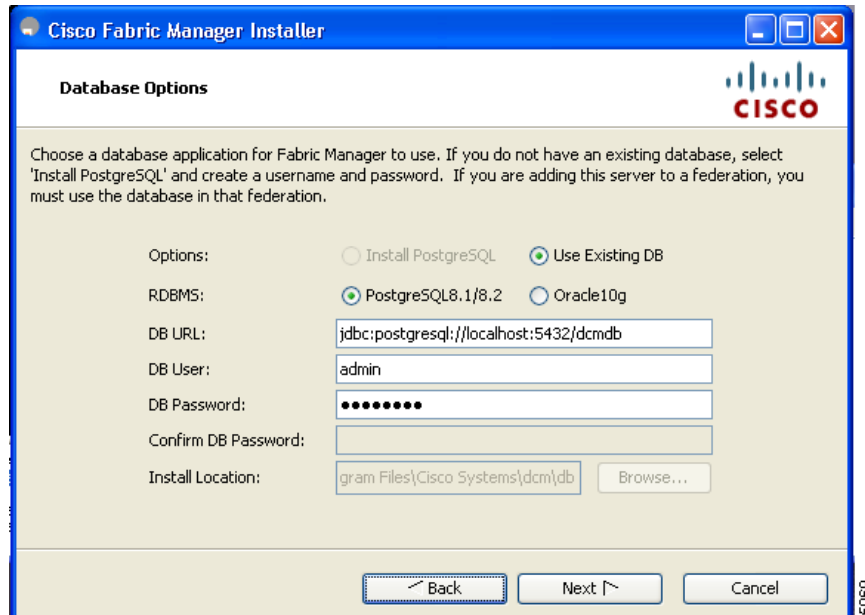 Cisco Fabric Manager Installer
Database Options
CISCO
Choose a database application for Fabric Manager to use. If you do not have an existing database, select
'Install PostgreSQL' and create a username and password. If you are adding this server to a federation, you
must use the database in that federation.
Options: Install PostgreSQL Use Existing DB
RDBMS: PostgreSQL8.1/8.2 Oracle10g
DB URL: jdbc:postgresql://localhost:5432/dcmdb
DB User: admin
DB Password: ••••••••
Confirm DB Password:
Install Location: gram Files\Cisco Systems\dcm\db Browse...
Back Next Cancel